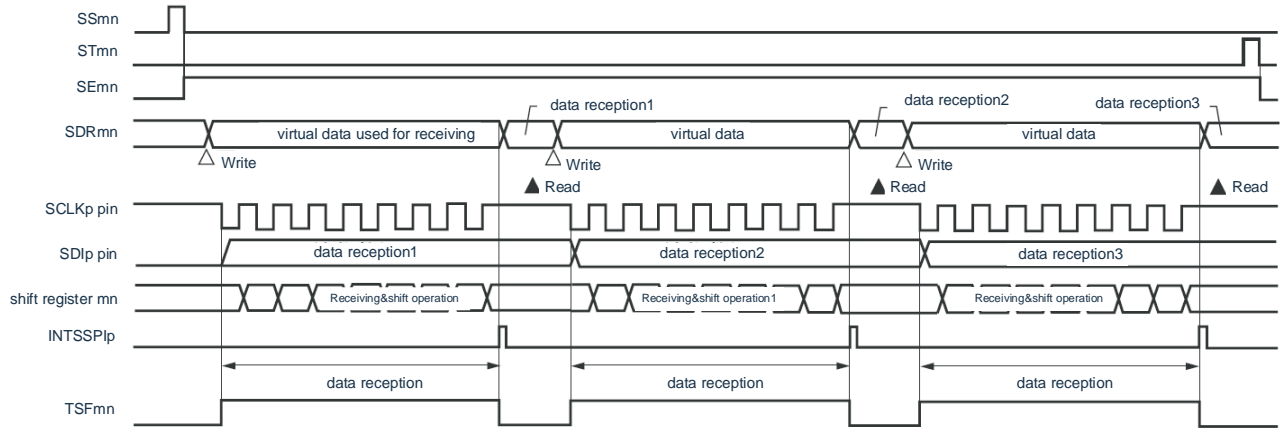 SSmn
STmn
SEmn
data reception1
data reception2
data reception3
SDRmn
virtual data used for receiving
virtual data
virtual data
Write
Write
Write
Read
Read
Read
SCLKp pin
SDIp pin
data reception1
data reception2
data reception3
shift register mn
Receiving&shift operation
Receiving&shift operation1
Receiving&shift operation
INTSSPIp
data reception
data reception
data reception
TSFmn